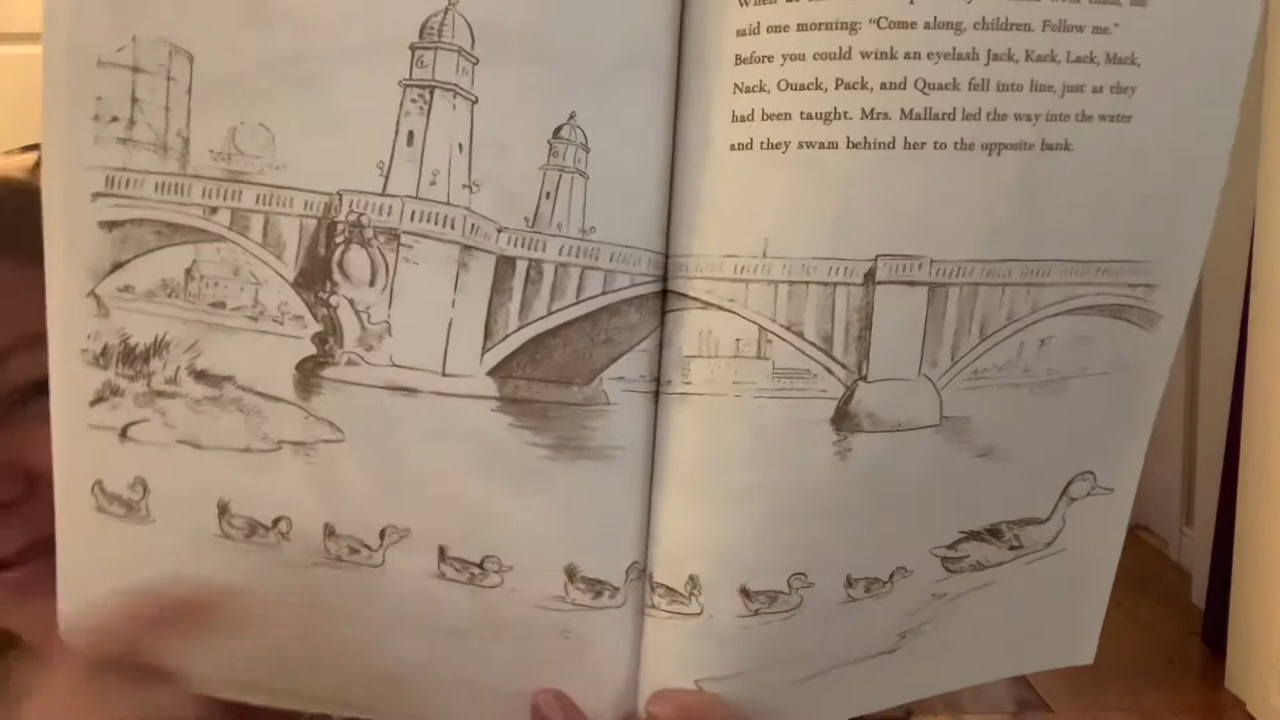 said one morning: “Come along, children. Follow me.”
Before you could wink an eyelash Jack, Kack, Lack, Mack,
Nack, Ouack, Pack, and Quack fell into line, just as they
had been taught. Mrs. Mallard led the way into the water
and they swam behind her to the opposite bank.